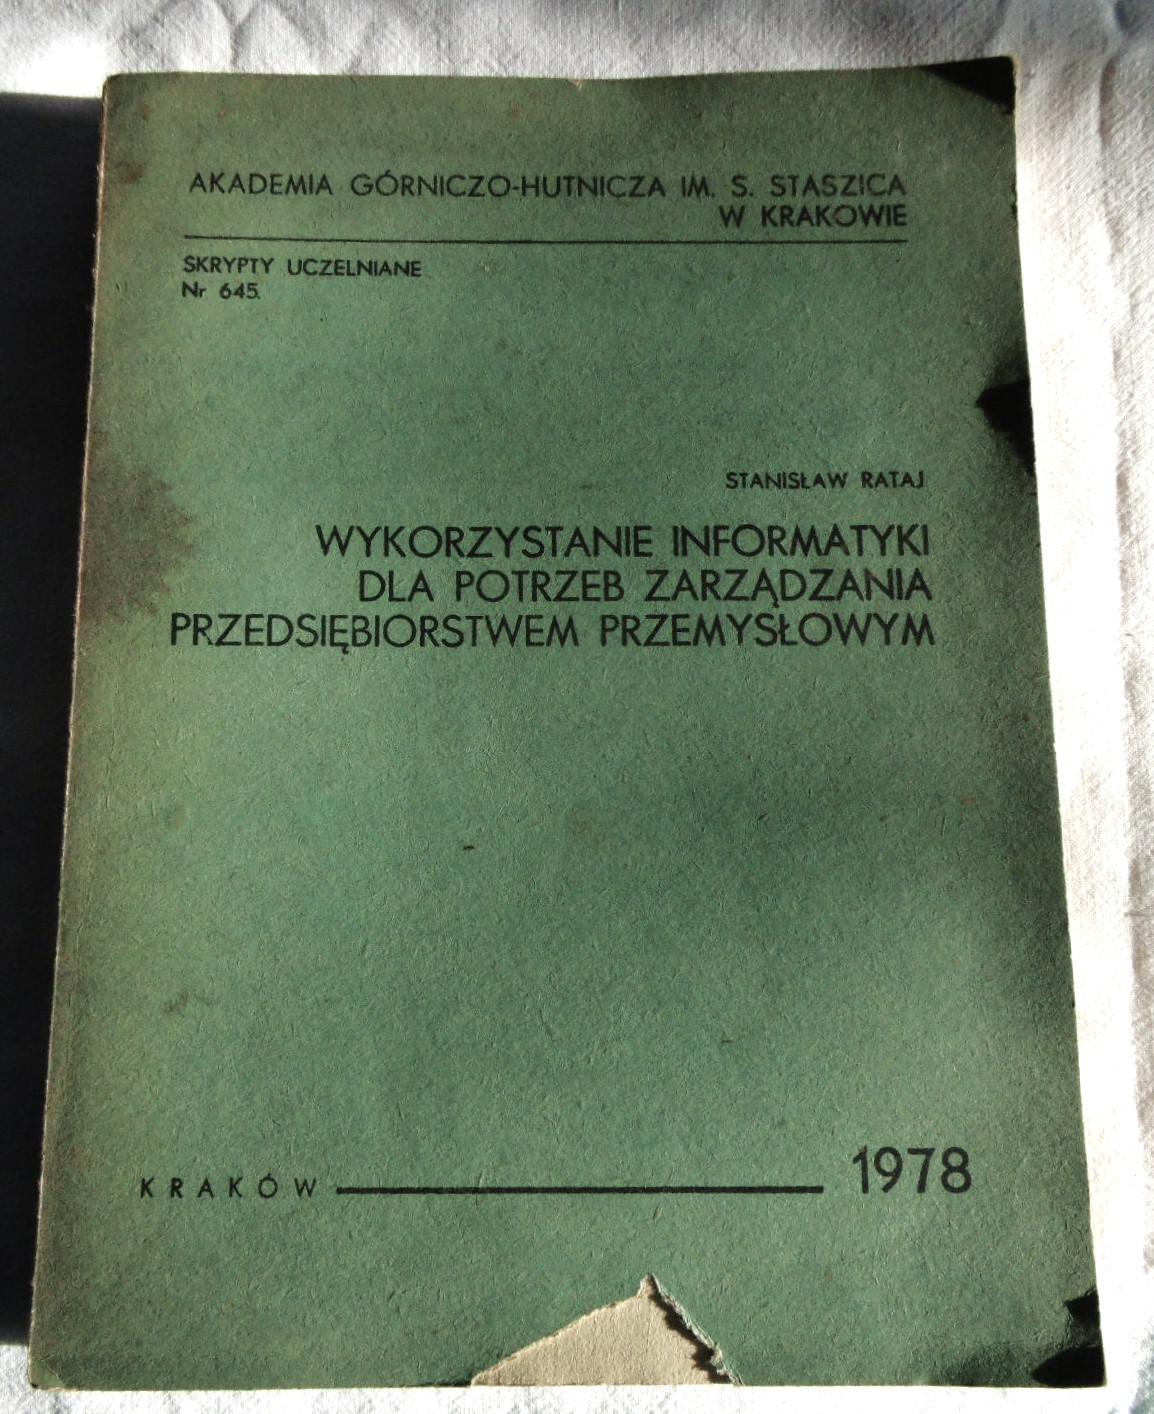 AKADEMIA GÓRNICZO-HUTNICZA IM. S. STASZICA
W KRAKOWIE
SKRYPTY UCZELNIANE
Nr 645
STANISŁAW RATAJ
WYKORZYSTANIE INFORMATYKI
DLA POTRZEB ZARZĄDZANIA
PRZEDSIĘBIORSTWEM PRZEMYSŁOWYM
KRAKÓW 1978